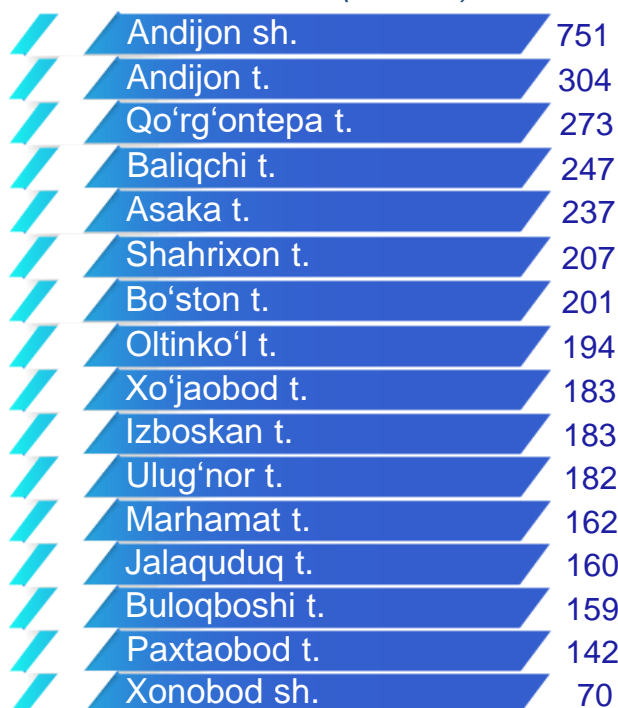 Andijon sh. 751
Andijon t. 304
Qo‘rg‘ontepa t. 273
Baliqchi t. 247
Asaka t. 237
Shahrixon t. 207
Bo‘ston t. 201
Oltinko‘l t. 194
Xo‘jaobod t. 183
Izboskan t. 183
Ulug‘nor t. 182
Marhamat t. 162
Jalaquduq t. 160
Buloqboshi t. 159
Paxtaobod t. 142
Xonobod sh. 70